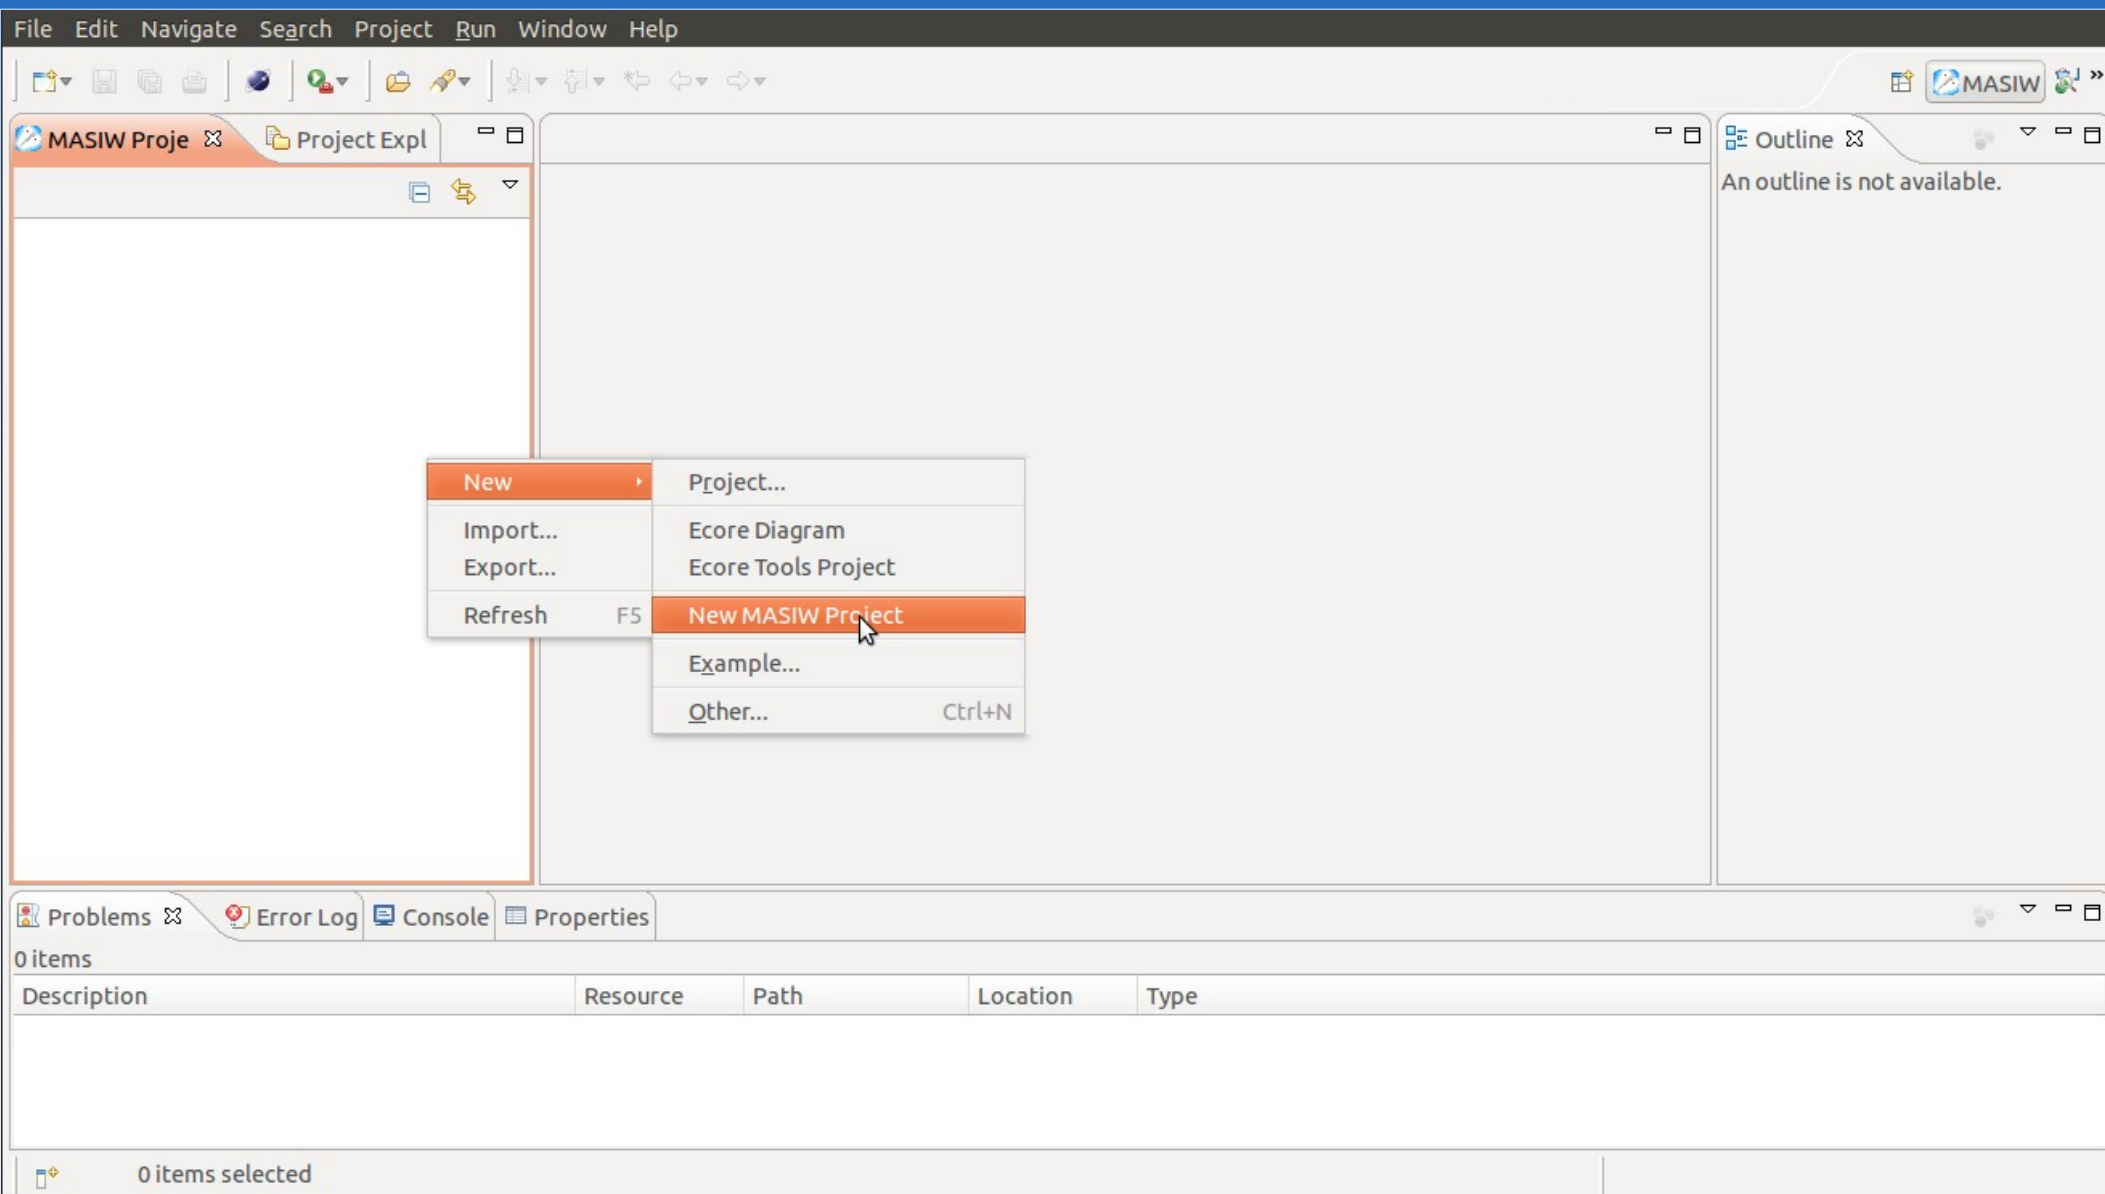 File Edit Navigate Search Project Run Window Help
MASIW »
MASIW Proje Project Expl
Outline
An outline is not available.
New
Import...
Export...
Refresh F5
Project...
Ecore Diagram
Ecore Tools Project
New MASIW Project
Example...
Other... Ctrl+N
Problems Error Log Console Properties
0 items
Description Resource Path Location Type
0 items selected